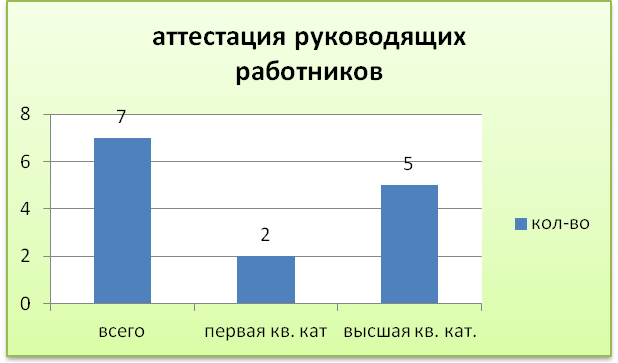 аттестация руководящих
работников
8
6
4
2
0
7
2
5
всего
первая кв. кат
высшая кв. кат.
кол-во